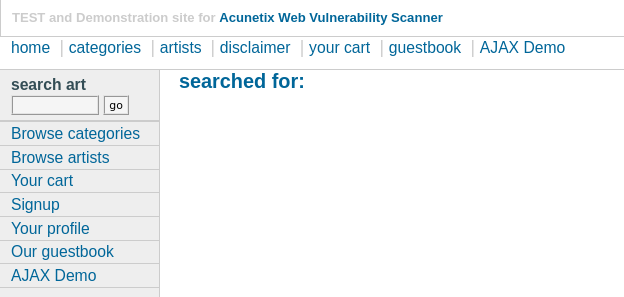 TEST and Demonstration site for Acunetix Web Vulnerability Scanner
home | categories | artists | disclaimer | your cart | guestbook | AJAX Demo
search art
go
searched for:
Browse categories
Browse artists
Your cart
Signup
Your profile
Our guestbook
AJAX Demo